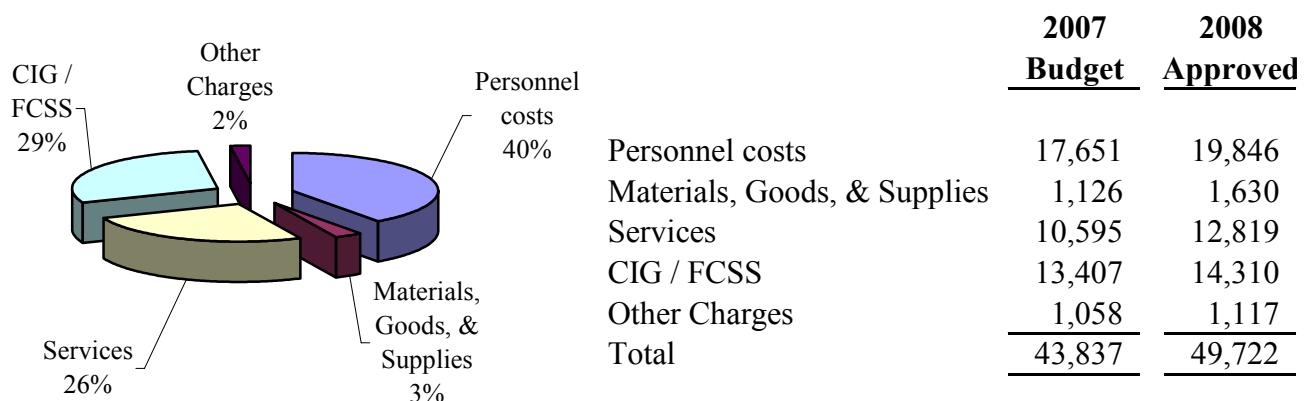 Other
Charges
2%
CIG /
FCSS
29%
Personnel
costs
40%
Services
26%
Materials,
Goods, &
Supplies
3%
2007 2008
Budget Approved
Personnel costs 17,651 19,846
Materials, Goods, & Supplies 1,126 1,630
Services 10,595 12,819
CIG / FCSS 13,407 14,310
Other Charges 1,058 1,117
Total 43,837 49,722